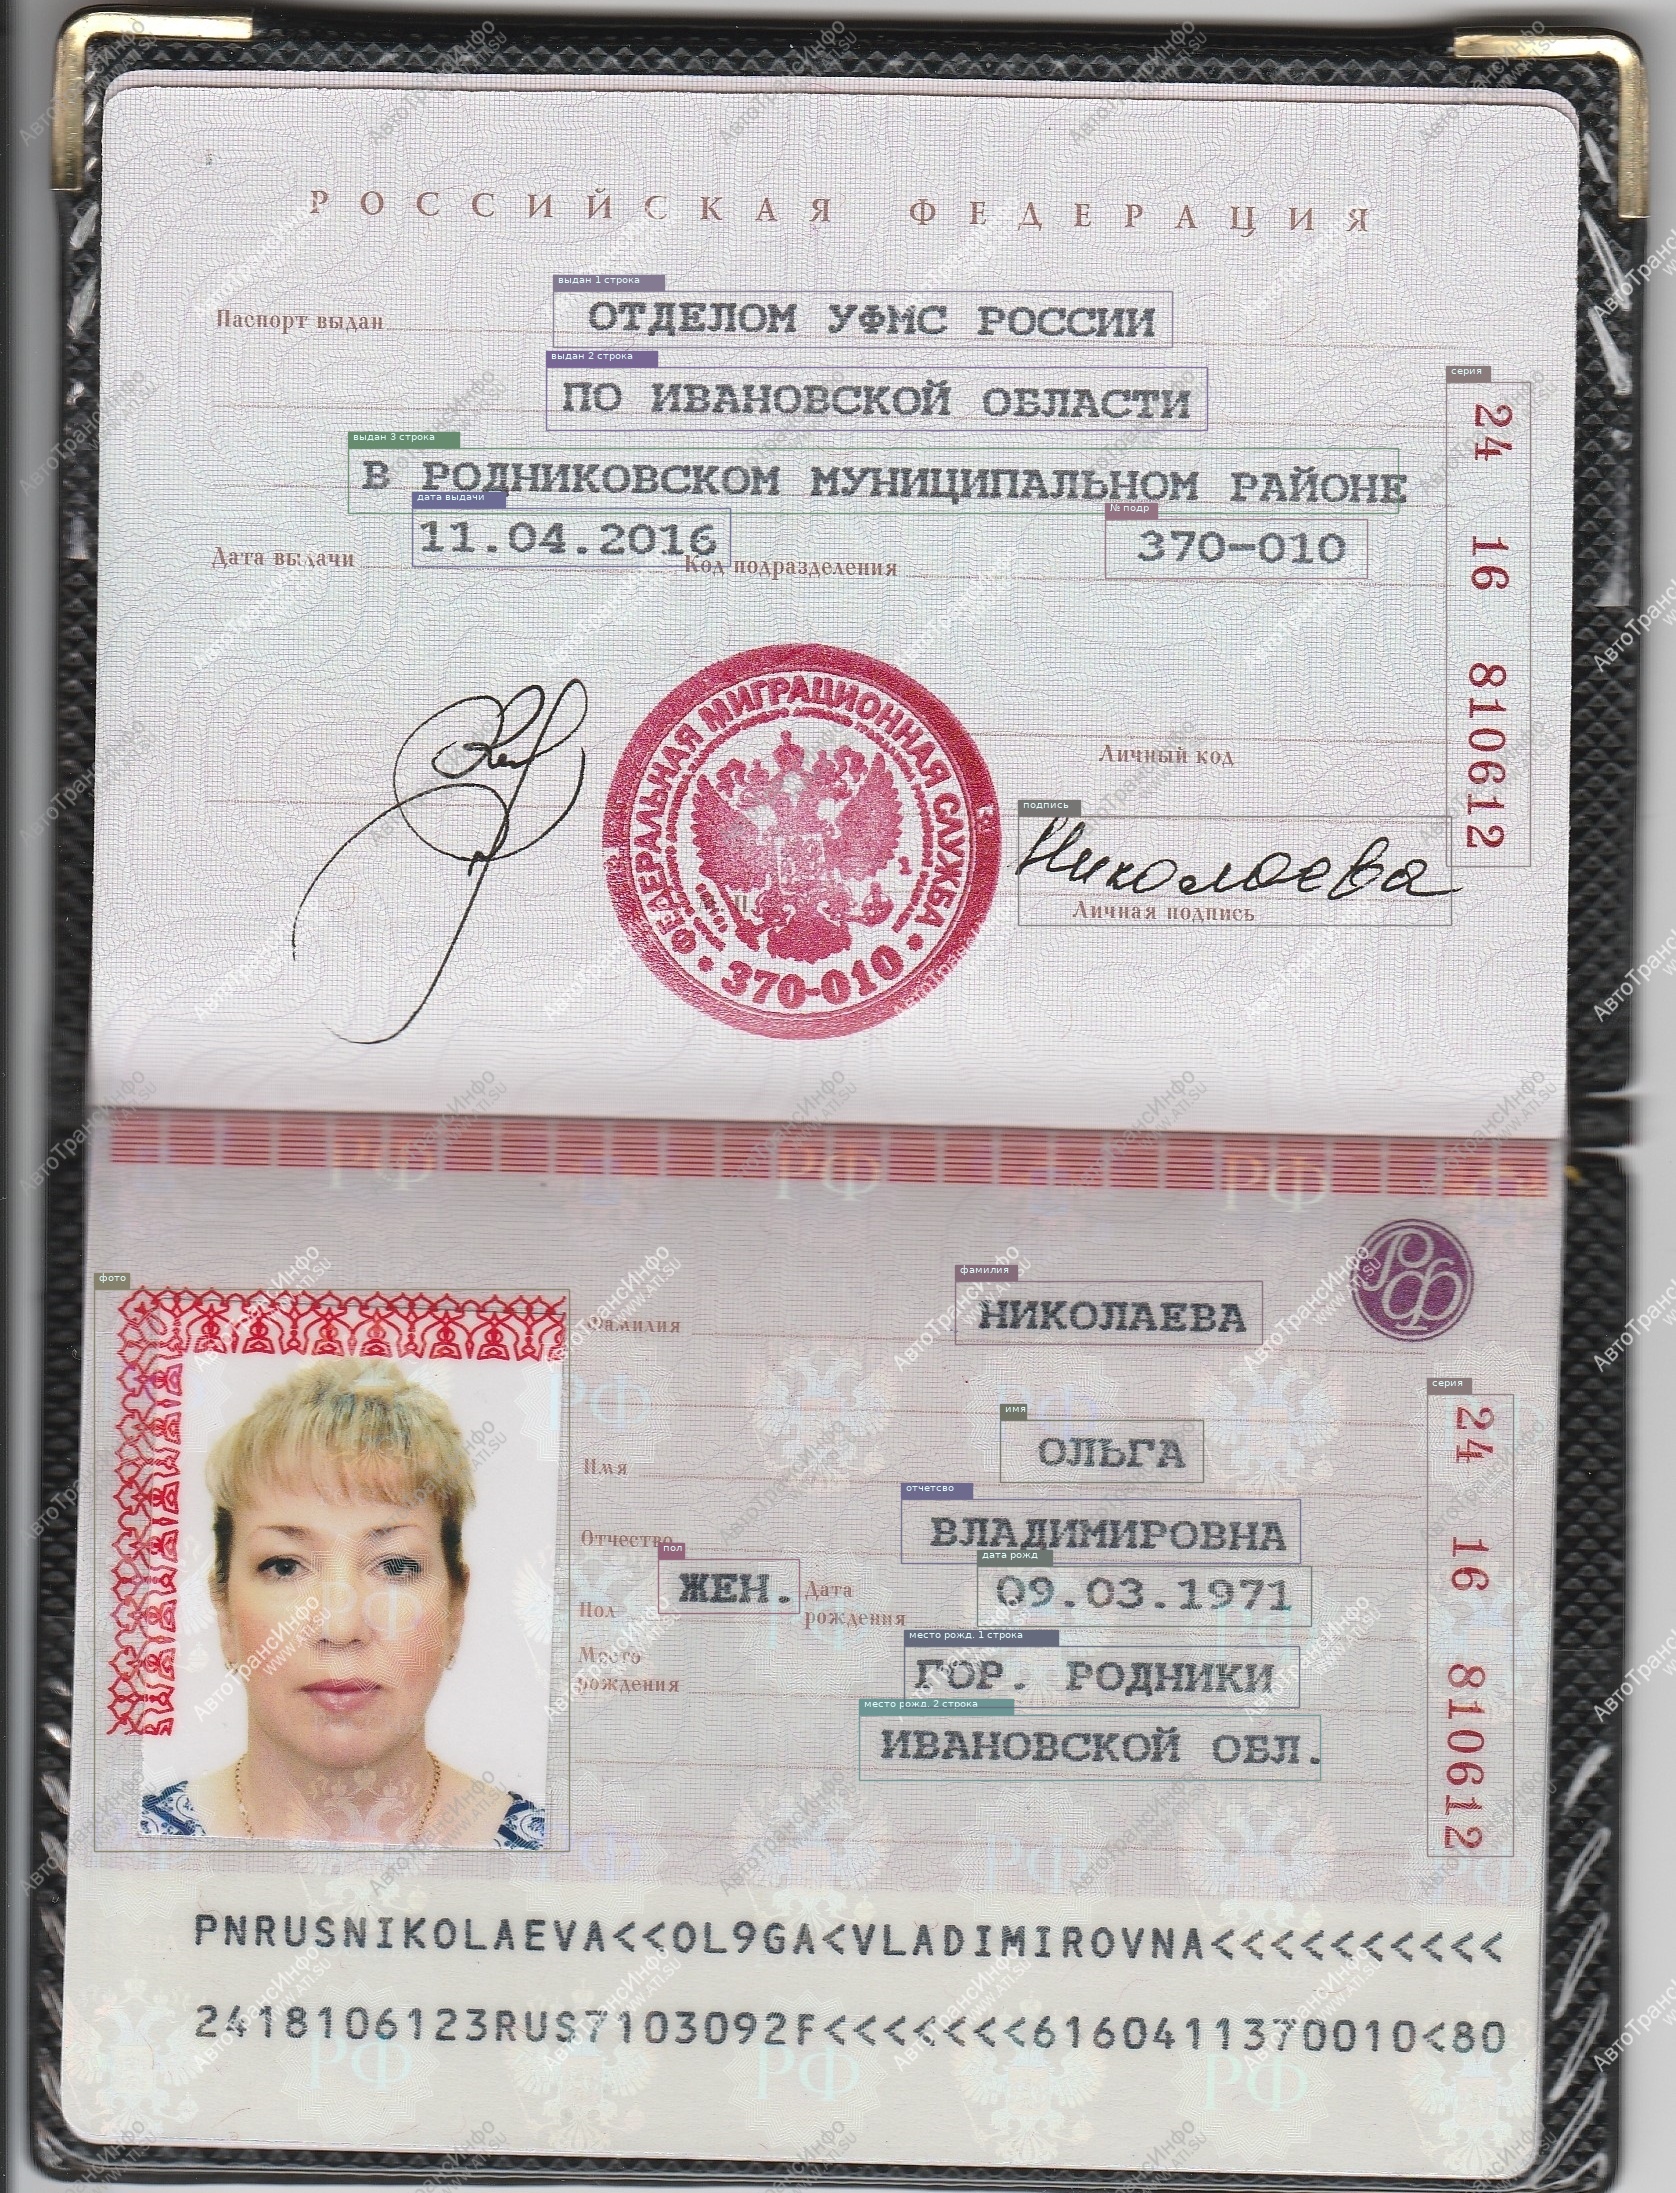 РОССИЙСКАЯ ФЕДЕРАЦИЯ
выдан 1 строка
Паспорт выдан ОТДЕЛОМ УФМС РОССИИ
выдан 2 строка
ПО ИВАНОВСКОЙ ОБЛАСТИ
выдан 3 строка
В РОДНИКОВСКОМ МУНИЦИПАЛЬНОМ РАЙОНЕ
дата выдачи
№ подр
Дата выдачи 11.04.2016 Код подразделения 370-010
серия
24 16 810612
ФЕДЕРАЛЬНАЯ МИГРАЦИОННАЯ СЛУЖБА
370-010
Личный код
подпись
Николаева
Личная подпись
РФ РФ РФ
фото
фамилия
Фамилия НИКОЛАЕВА
РФ
имя
Имя ОЛЬГА
отчетсво
Отчество ВЛАДИМИРОВНА
пол
дата рожд
Пол ЖЕН. Дата рождения 09.03.1971
место рожд. 1 строка
Место рождения ГОР. РОДНИКИ
место рожд. 2 строка
ИВАНОВСКОЙ ОБЛ.
серия
24 16 810612
PNRUSNIKOLAEVA<<OL9GA<VLADIMIROVNA<<<<<<<<<<
2418106123RUS7103092F<<<<<<<6160411370010<80
АвтоТрансИнфо
WWW.ATI.SU